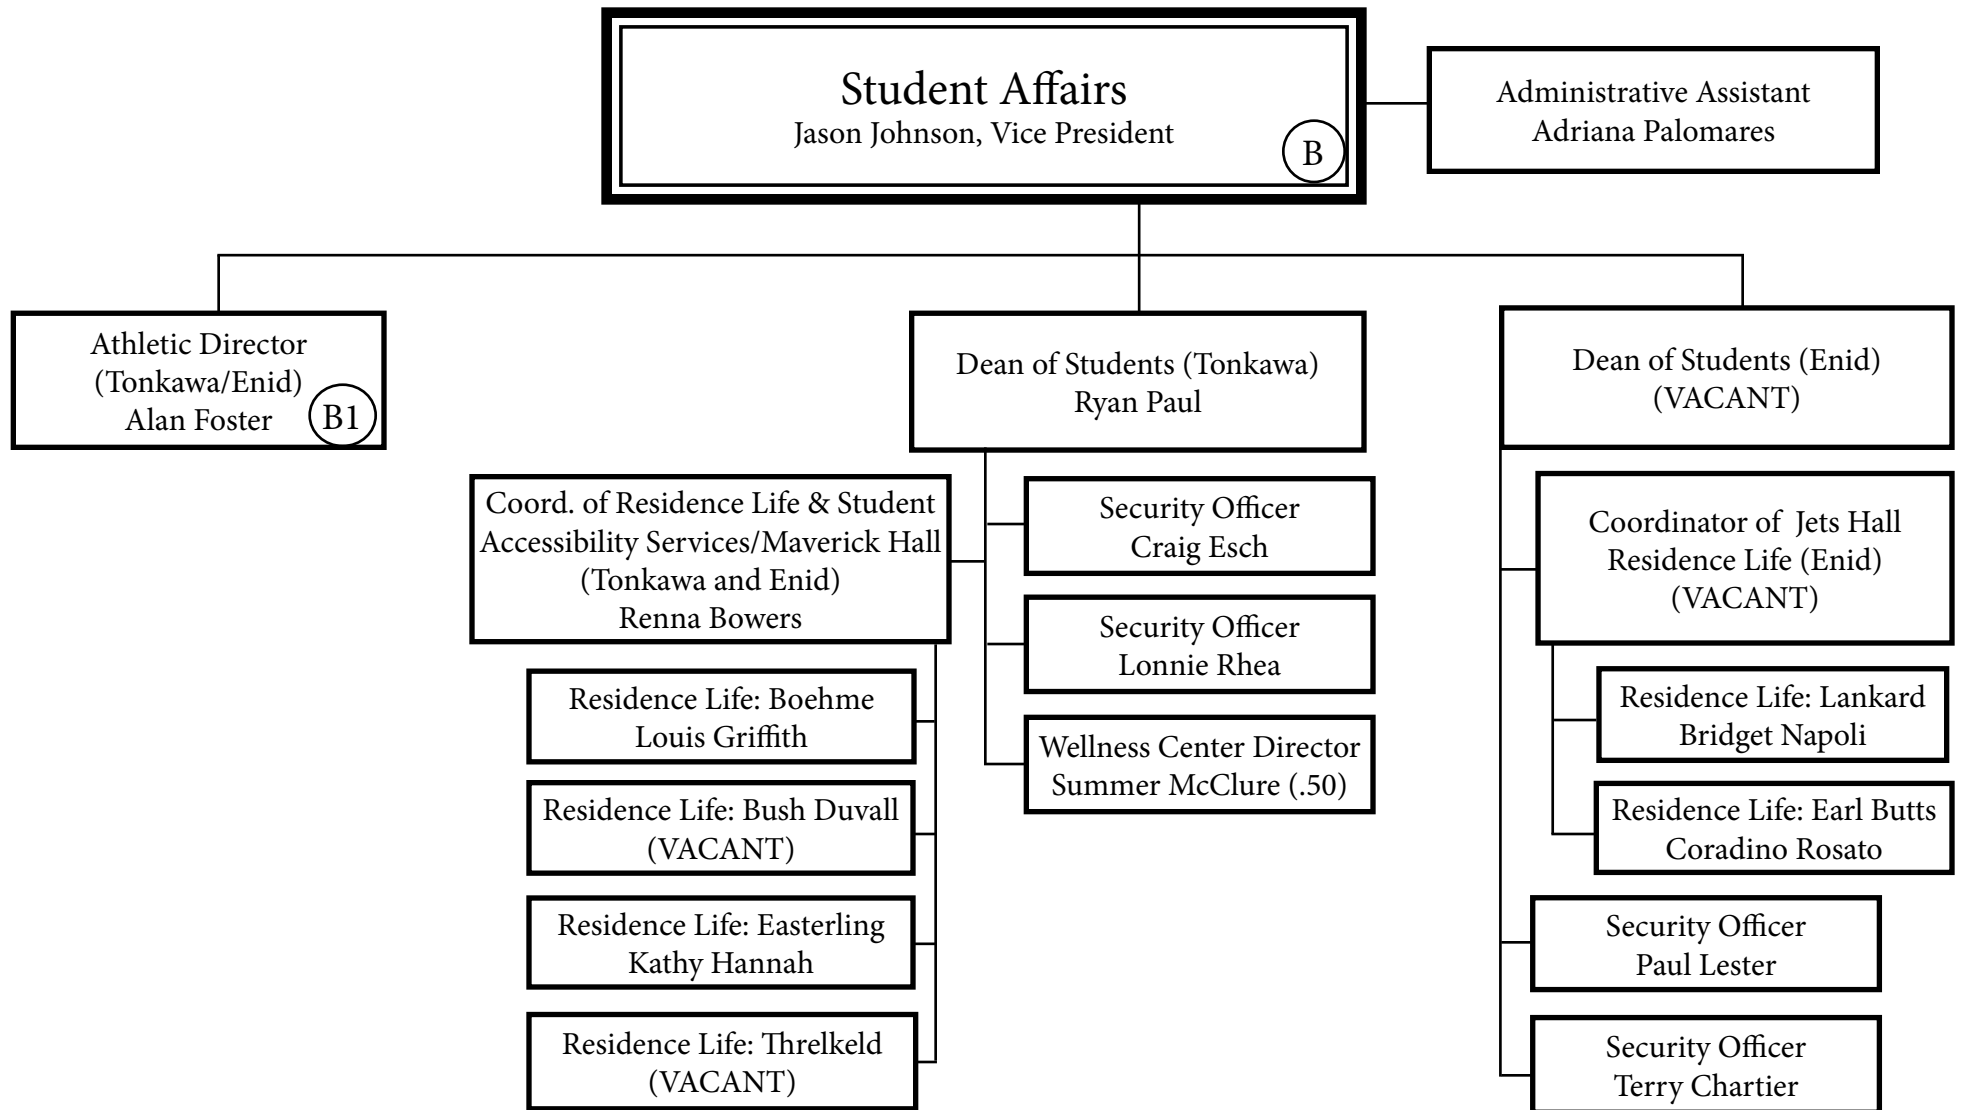 Student Affairs
Jason Johnson, Vice President
B
Administrative Assistant
Adriana Palomares
Athletic Director
(Tonkawa/Enid)
Alan Foster
B1
Dean of Students (Tonkawa)
Ryan Paul
Dean of Students (Enid)
(VACANT)
Coord. of Residence Life & Student
Accessibility Services/Maverick Hall
(Tonkawa and Enid)
Renna Bowers
Residence Life: Boehme
Louis Griffith
Residence Life: Bush Duvall
(VACANT)
Residence Life: Easterling
Kathy Hannah
Residence Life: Threlkeld
(VACANT)
Security Officer
Craig Esch
Security Officer
Lonnie Rhea
Wellness Center Director
Summer McClure (.50)
Coordinator of Jets Hall
Residence Life (Enid)
(VACANT)
Residence Life: Lankard
Bridget Napoli
Residence Life: Earl Butts
Coradino Rosato
Security Officer
Paul Lester
Security Officer
Terry Chartier